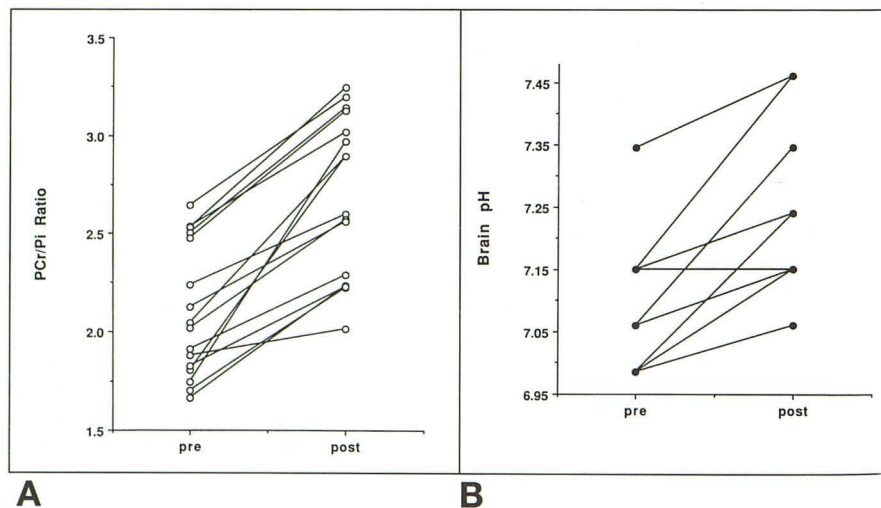 3.5
3.0
2.5
2.0
1.5
PCr/Pi Ratio
pre post
A
7.45
7.35
7.25
7.15
7.05
6.95
Brain pH
pre post
B